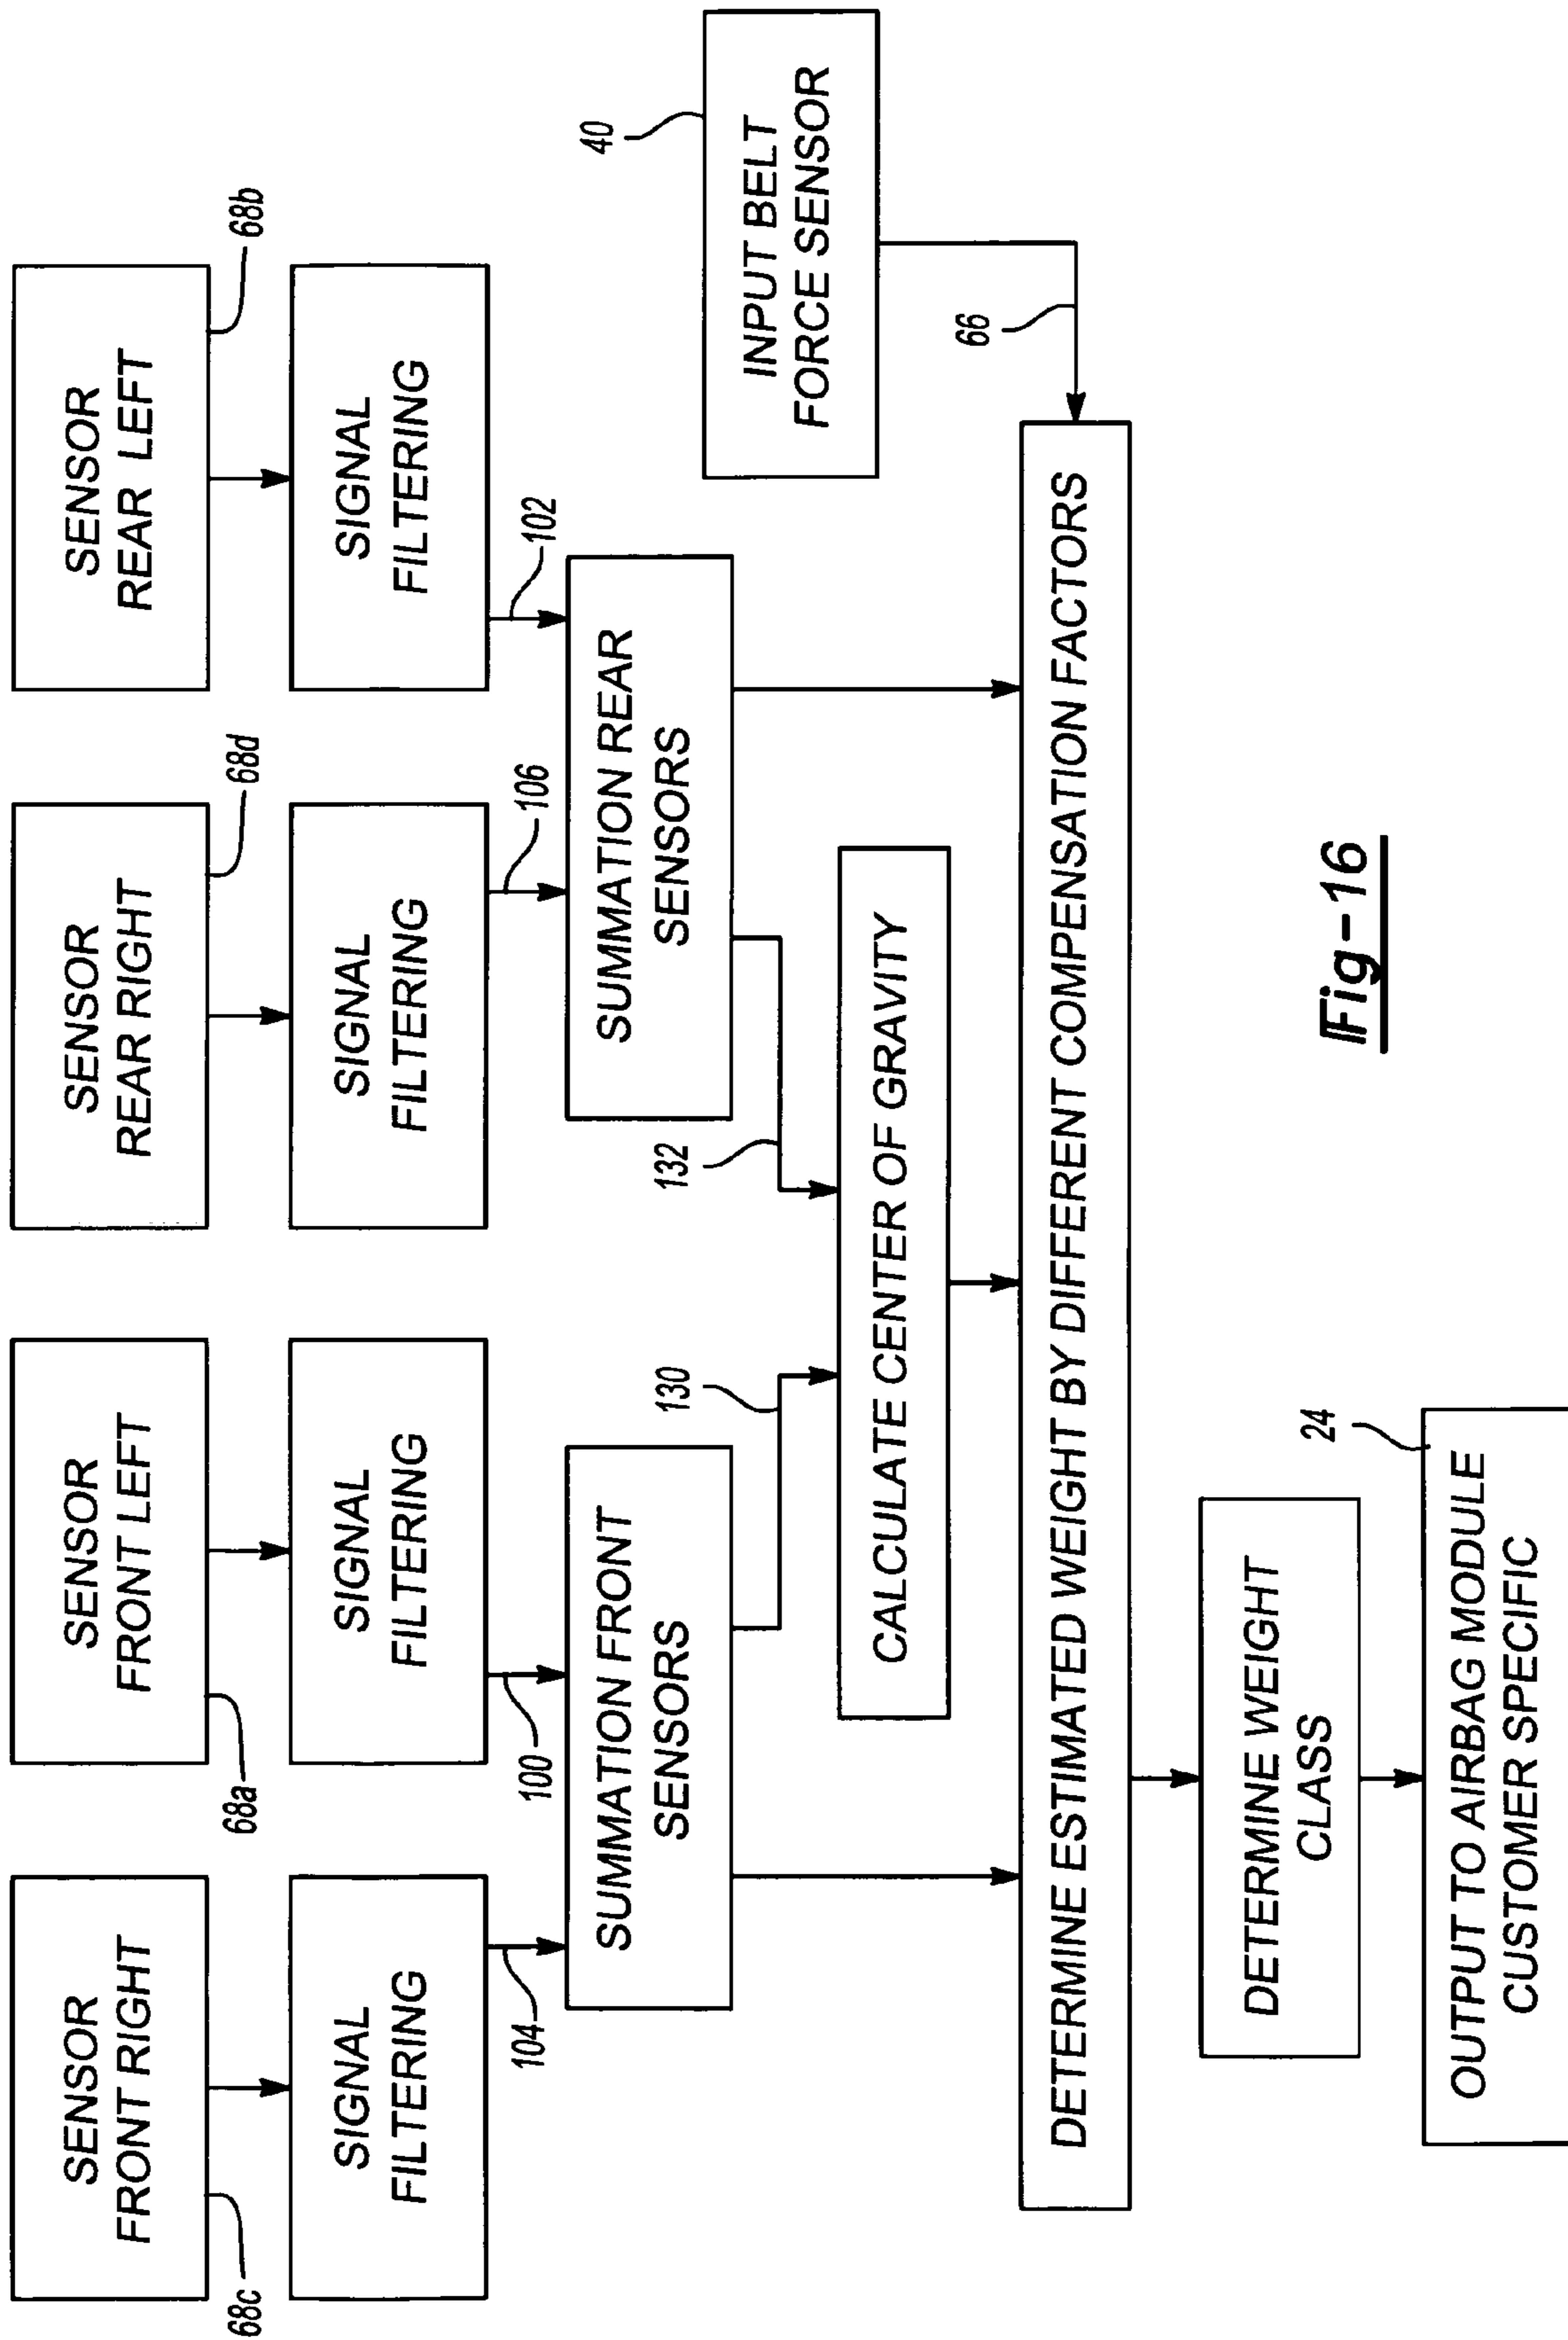 SENSOR
FRONT RIGHT
68c
SENSOR
FRONT LEFT
68a
SENSOR
REAR RIGHT
68d
SENSOR
REAR LEFT
68b
SIGNAL
FILTERING
104
SIGNAL
FILTERING
100
SIGNAL
FILTERING
106
SIGNAL
FILTERING
102
SUMMATION FRONT
SENSORS
SUMMATION REAR
SENSORS
130
132
40
INPUT BELT
FORCE SENSOR
66
CALCULATE CENTER OF GRAVITY
DETERMINE ESTIMATED WEIGHT BY DIFFERENT COMPENSATION FACTORS
DETERMINE WEIGHT
CLASS
24
OUTPUT TO AIRBAG MODULE
CUSTOMER SPECIFIC
Fig-16